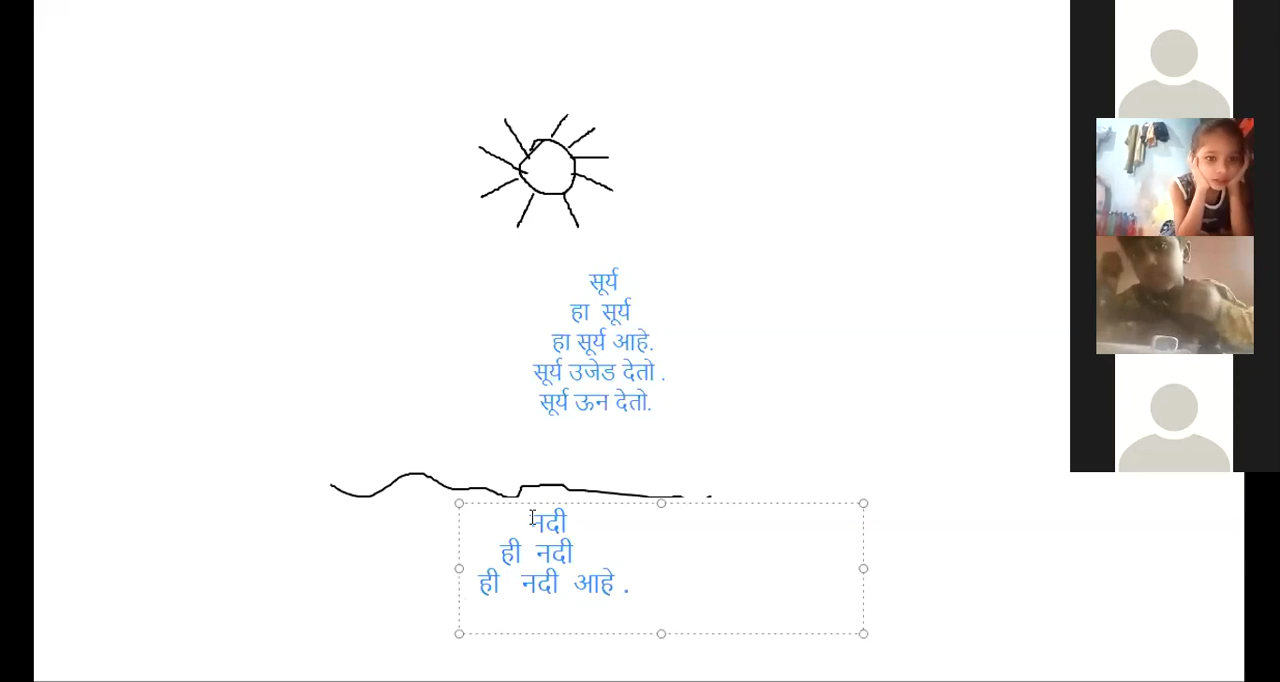 सूर्य
हा सूर्य
हा सूर्य आहे.
सूर्य उजेड देतो .
सूर्य ऊन देतो.
नदी
ही नदी
ही नदी आहे .